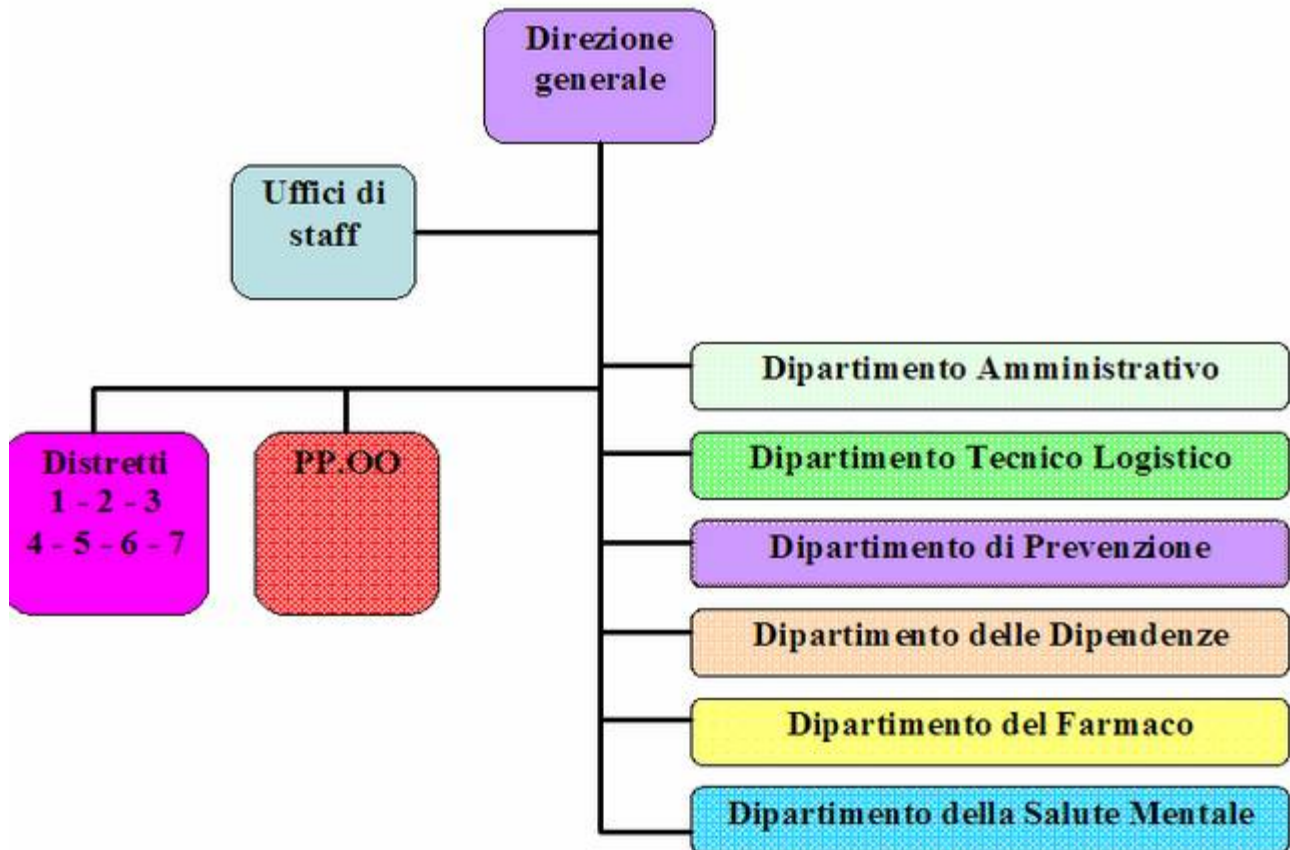 Direzione
generale
Uffici di
staff
Dipartimento Amministrativo
Distretti
1 - 2 - 3
4 - 5 - 6 - 7
PP.OO
Dipartimento Tecnico Logistico
Dipartimento di Prevenzione
Dipartimento delle Dipendenze
Dipartimento del Farmaco
Dipartimento della Salute Mentale